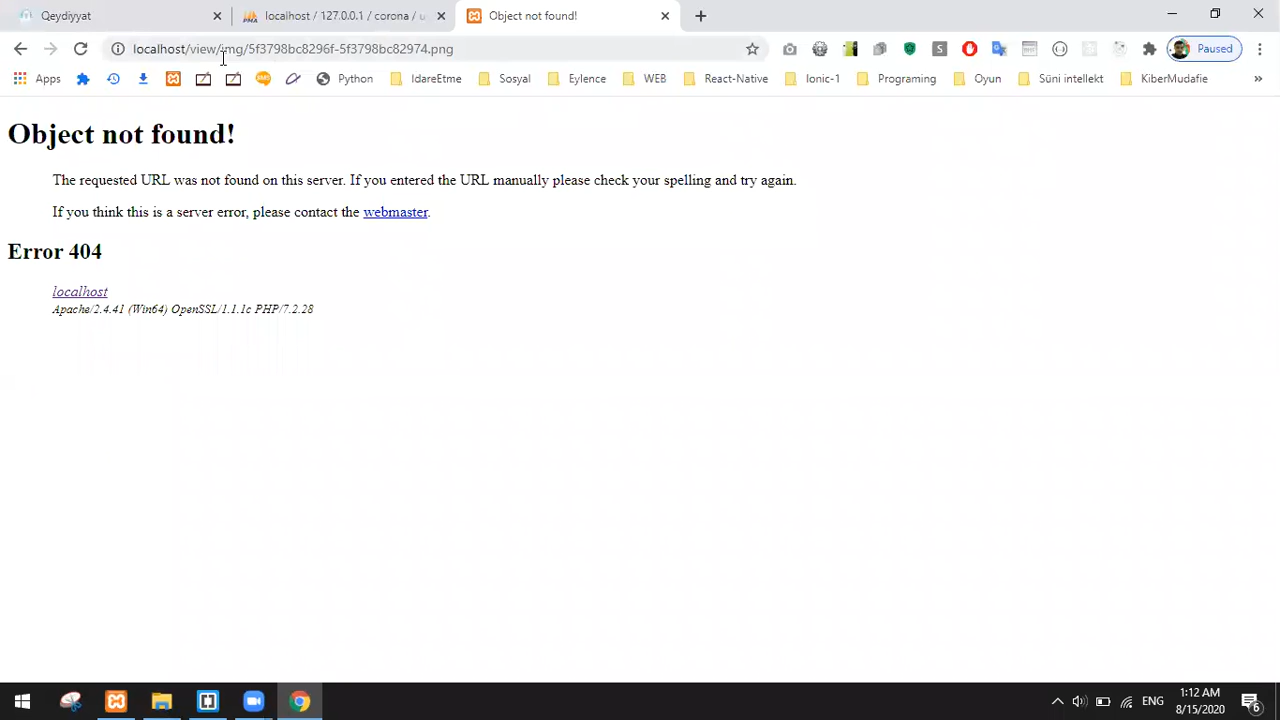 Qeydiyyat
localhost / 127.0.0.1 / corona / u
Object not found!
localhost/view/img/5f3798bc8296f-5f3798bc82974.png
Paused
Apps
Python
IdareEtme
Sosyal
Eylence
WEB
React-Native
Ionic-1
Programing
Oyun
Süni intellekt
KiberMudafie
»
Object not found!
The requested URL was not found on this server. If you entered the URL manually please check your spelling and try again.
If you think this is a server error, please contact the webmaster.
Error 404
localhost
Apache/2.4.41 (Win64) OpenSSL/1.1.1c PHP/7.2.28
ENG
1:12 AM
8/15/2020
6